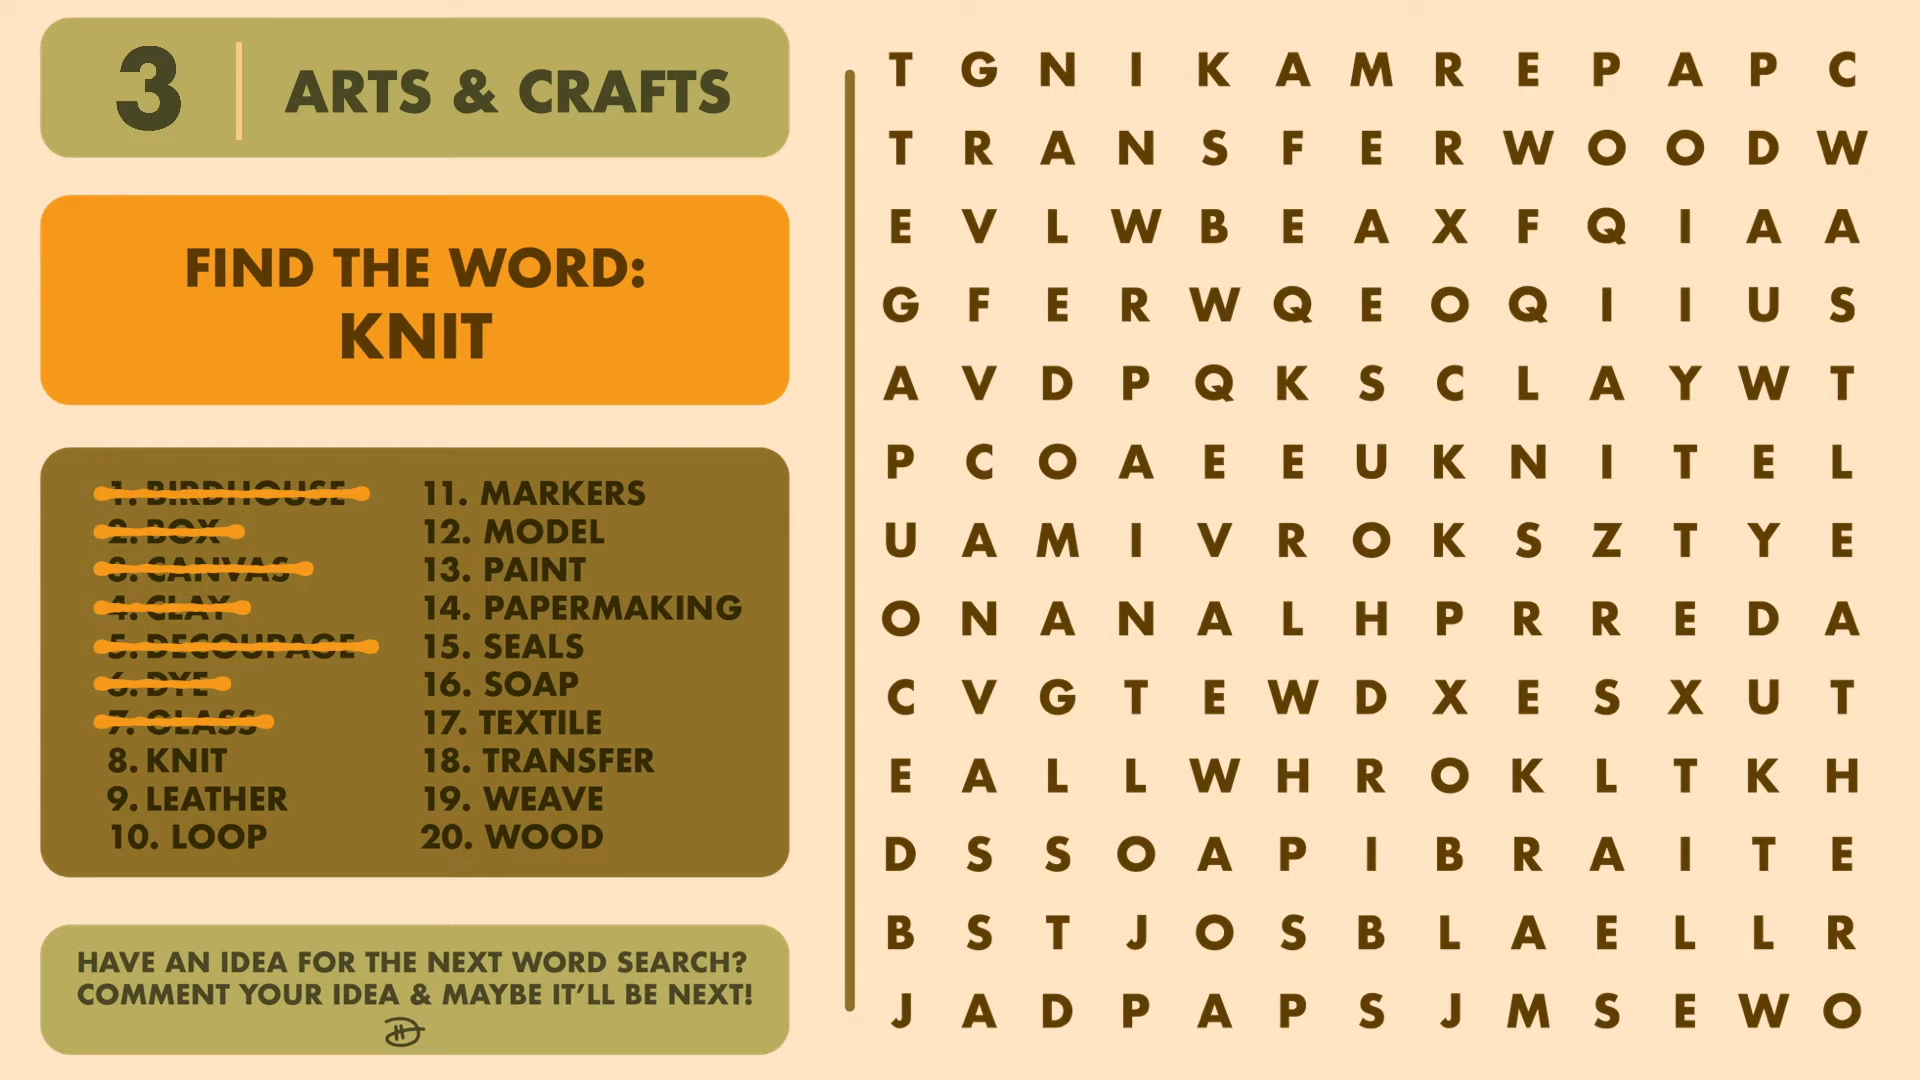 3 ARTS & CRAFTS
FIND THE WORD:
KNIT
1. BIRDHOUSE
2. BOX
3. CANVAS
4. CLAY
5. DECOUPAGE
6. DYE
7. GLASS
8. KNIT
9. LEATHER
10. LOOP
11. MARKERS
12. MODEL
13. PAINT
14. PAPERMAKING
15. SEALS
16. SOAP
17. TEXTILE
18. TRANSFER
19. WEAVE
20. WOOD
HAVE AN IDEA FOR THE NEXT WORD SEARCH?
COMMENT YOUR IDEA & MAYBE IT'LL BE NEXT!
T G N I K A M R E P A P C
T R A N S F E R W O O D W
E V L W B E A X F Q I A A
G F E R W Q E O Q I I U S
A V D P Q K S C L A Y W T
P C O A E E U K N I T E L
U A M I V R O K S Z T Y E
O N A N A L H P R R E D A
C V G T E W D X E S X U T
E A L L W H R O K L T K H
D S S O A P I B R A I T E
B S T J O S B L A E L L R
J A D P A P S J M S E W O